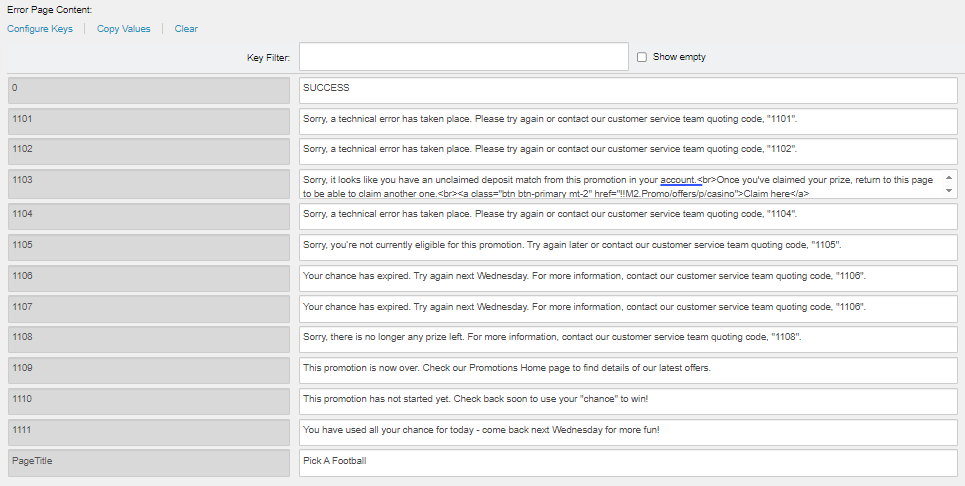 Error Page Content:
Configure Keys Copy Values Clear
Key Filter: Show empty
0 SUCCESS
1101 Sorry, a technical error has taken place. Please try again or contact our customer service team quoting code, "1101".
1102 Sorry, a technical error has taken place. Please try again or contact our customer service team quoting code, "1102".
1103 Sorry, it looks like you have an unclaimed deposit match from this promotion in your account.<br>Once you've claimed your prize, return to this page
to be able to claim another one.<br><a class="btn btn-primary mt-2" href="!!M2.Promo/offers/p/casino">Claim here</a>
1104 Sorry, a technical error has taken place. Please try again or contact our customer service team quoting code, "1104".
1105 Sorry, you're not currently eligible for this promotion. Try again later or contact our customer service team quoting code, "1105".
1106 Your chance has expired. Try again next Wednesday. For more information, contact our customer service team quoting code, "1106".
1107 Your chance has expired. Try again next Wednesday. For more information, contact our customer service team quoting code, "1106".
1108 Sorry, there is no longer any prize left. For more information, contact our customer service team quoting code, "1108".
1109 This promotion is now over. Check our Promotions Home page to find details of our latest offers.
1110 This promotion has not started yet. Check back soon to use your "chance" to win!
1111 You have used all your chance for today - come back next Wednesday for more fun!
PageTitle Pick A Football